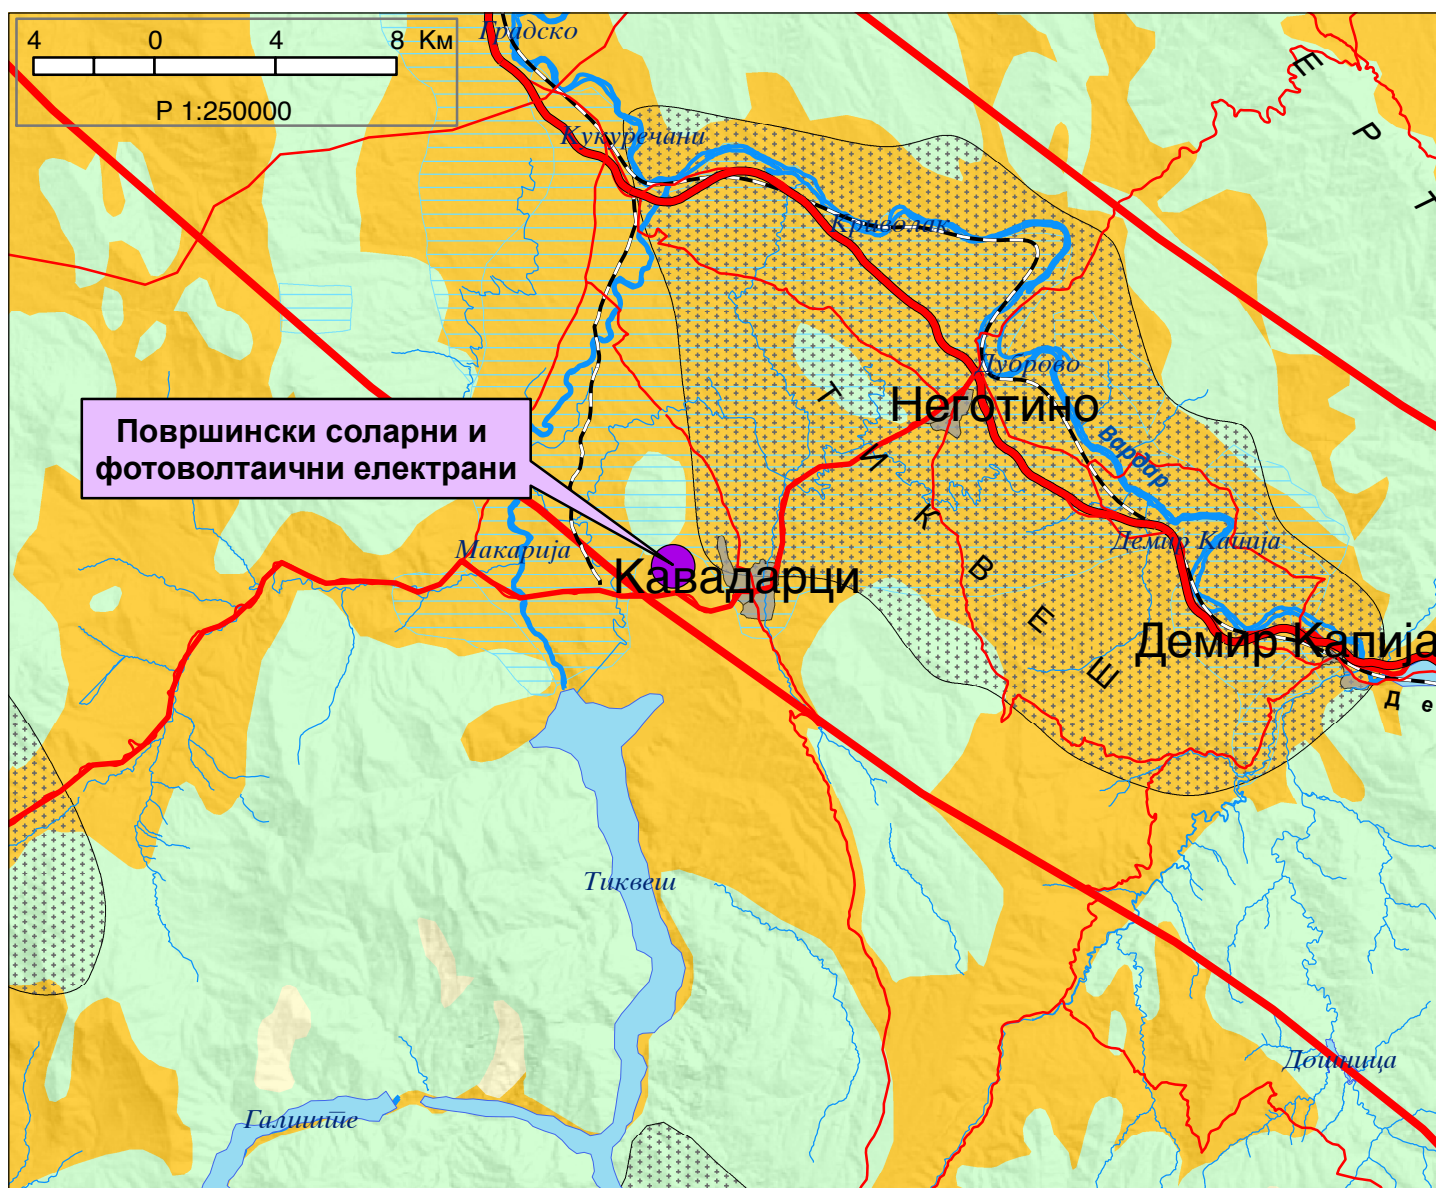 4 0 4 8 Км
Р 1:250000
Градско
Е
Р
Т
Кукуречани
Криволак
Дуброво
Неготино
Т
И
К
В
Е
Ш
Вардар
Површински соларни и
фотоволтаични електрани
Макарија
Кавадарци
Демир Капија
Демир Капија
Д е
Тиквеш
Дошница
Галиште